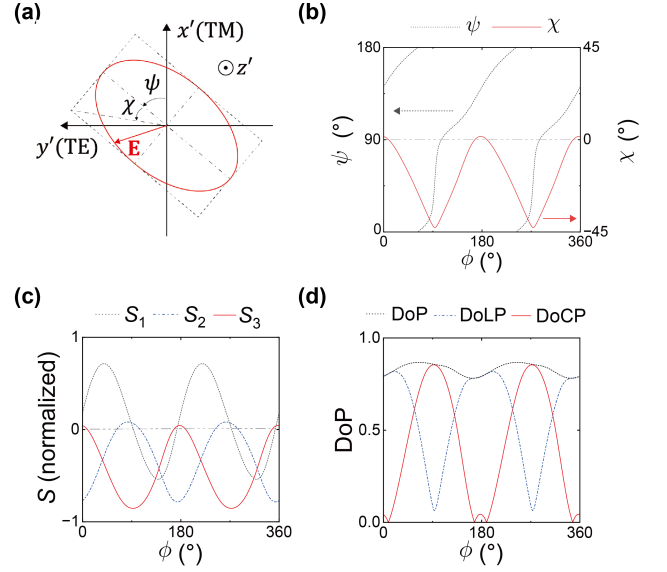 (a)
x′(TM)
z′
ψ
χ
y′(TE)
E
(b)
ψ χ
180 45
90 0
0 -45
ψ (°)
χ (°)
0 180 360
ϕ (°)
(c)
S1 S2 S3
1
0
−1
S (normalized)
0 180 360
ϕ (°)
(d)
DoP DoLP DoCP
1.0
0.5
0.0
DoP
0 180 360
ϕ (°)